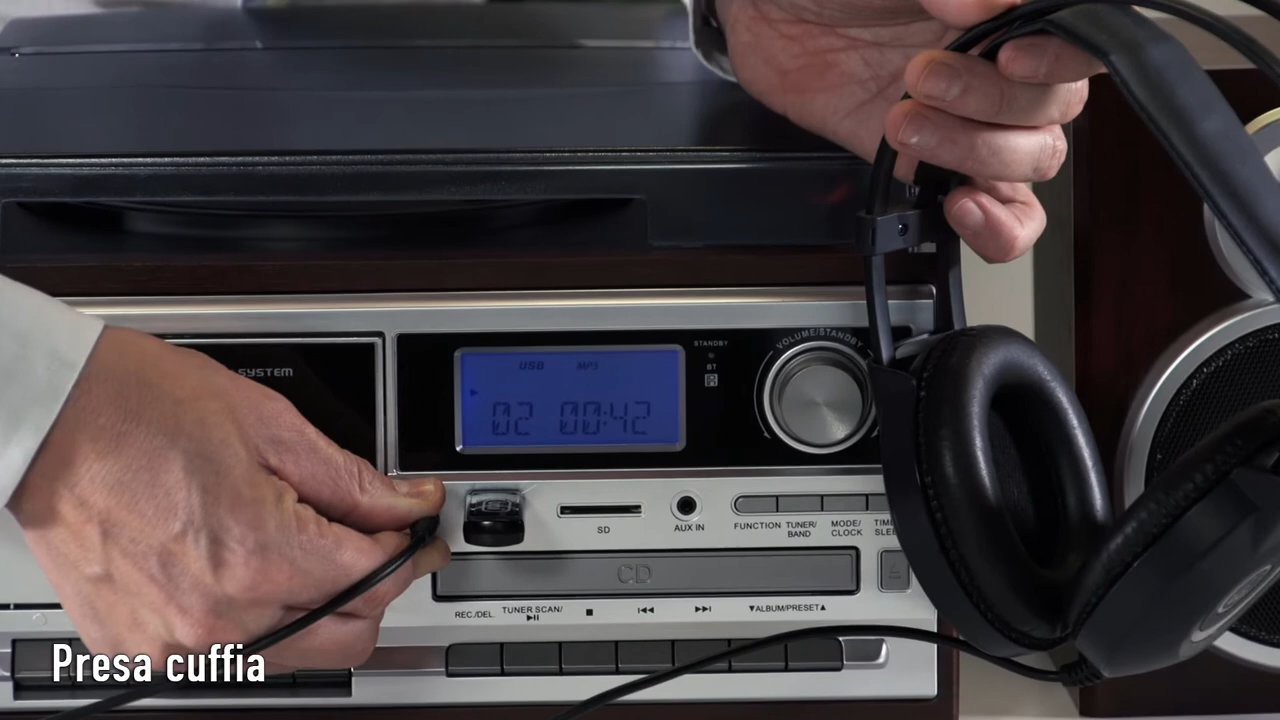 SYSTEM
USB MP3
02 00:42
STANDBY
BT
VOLUME/STANDBY
SD
AUX IN
FUNCTION TUNER/BAND MODE/CLOCK
CD
REC./DEL. TUNER SCAN/ ▶II ■ I◀◀ ▶▶I ▼ALBUM/PRESET▲
Presa cuffia